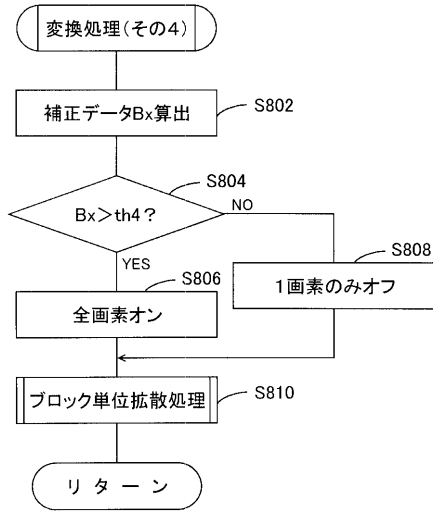 変換処理(その4)
補正データBx算出
S802
S804
Bx＞th4?
NO
YES
S806
S808
全画素オン
1画素のみオフ
ブロック単位拡散処理
S810
リターン